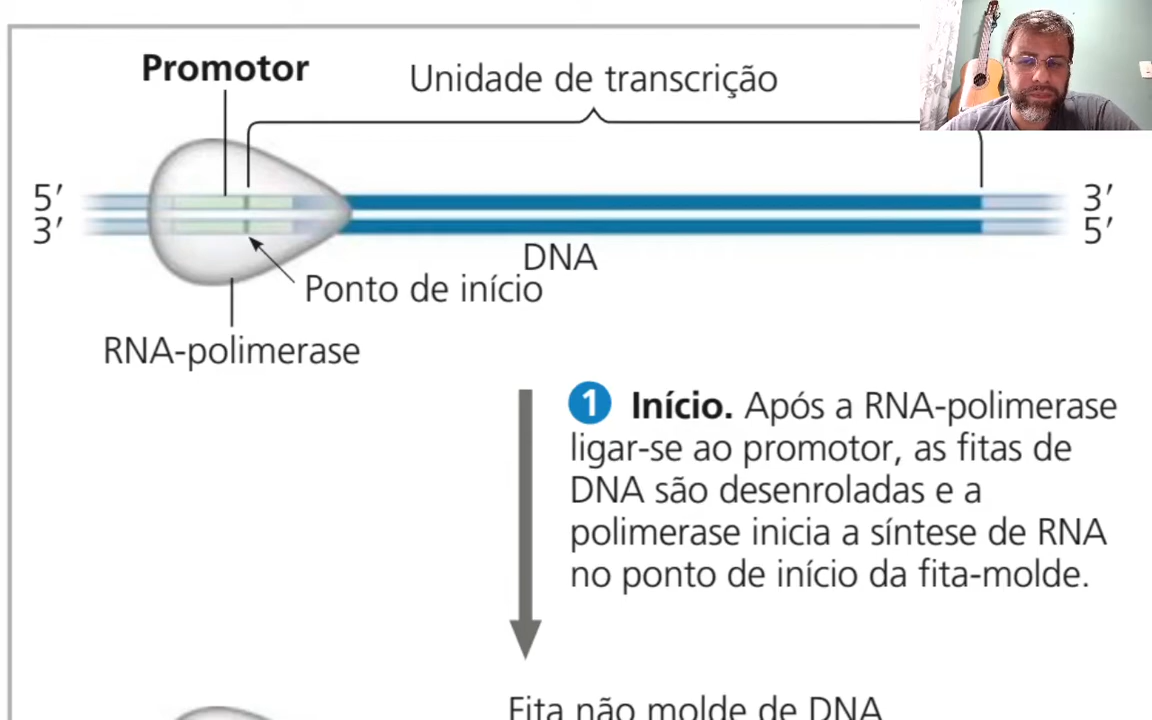 Promotor
Unidade de transcrição
5′
3′
3′
5′
DNA
Ponto de início
RNA-polimerase
1 Início. Após a RNA-polimerase
ligar-se ao promotor, as fitas de
DNA são desenroladas e a
polimerase inicia a síntese de RNA
no ponto de início da fita-molde.
Fita não molde de DNA